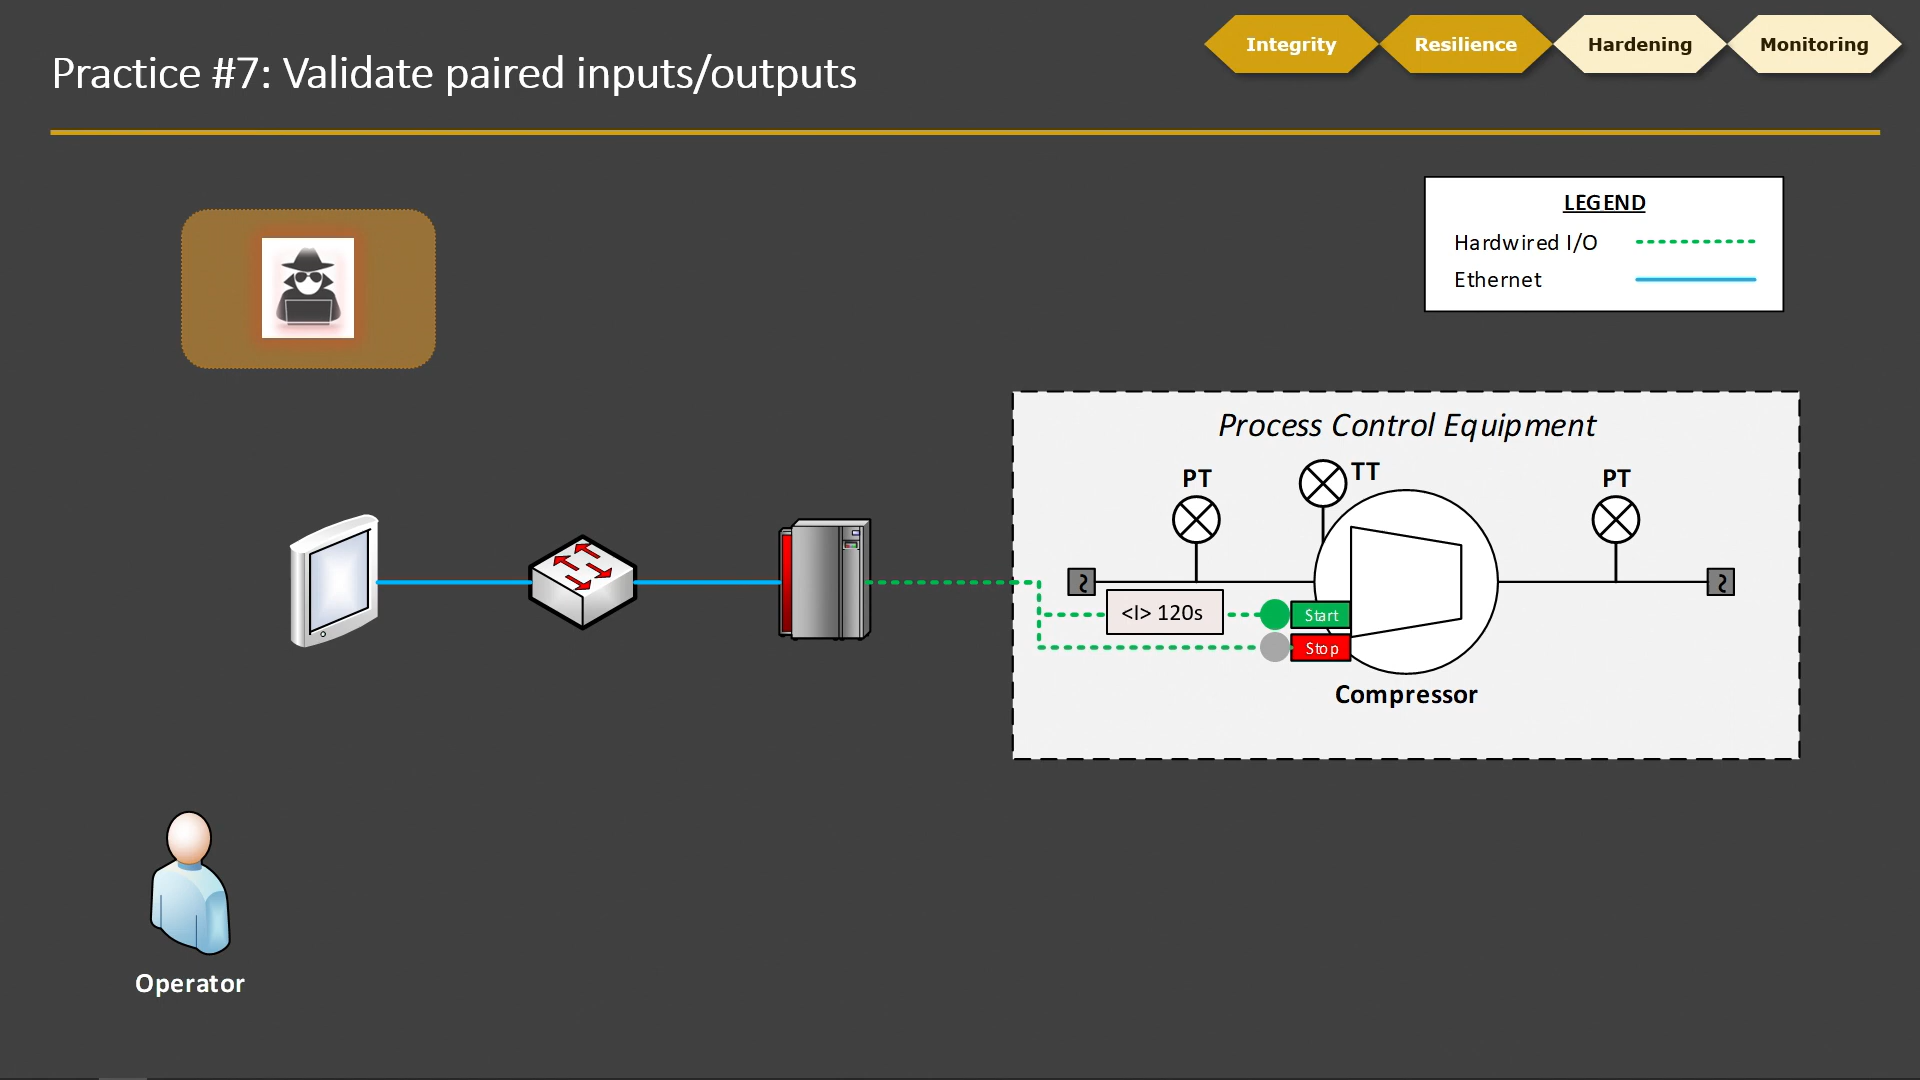 Practice #7: Validate paired inputs/outputs
Integrity
Resilience
Hardening
Monitoring
LEGEND
Hardwired I/O
Ethernet
Process Control Equipment
PT
TT
PT
<I> 120s
Start
Stop
Compressor
Operator